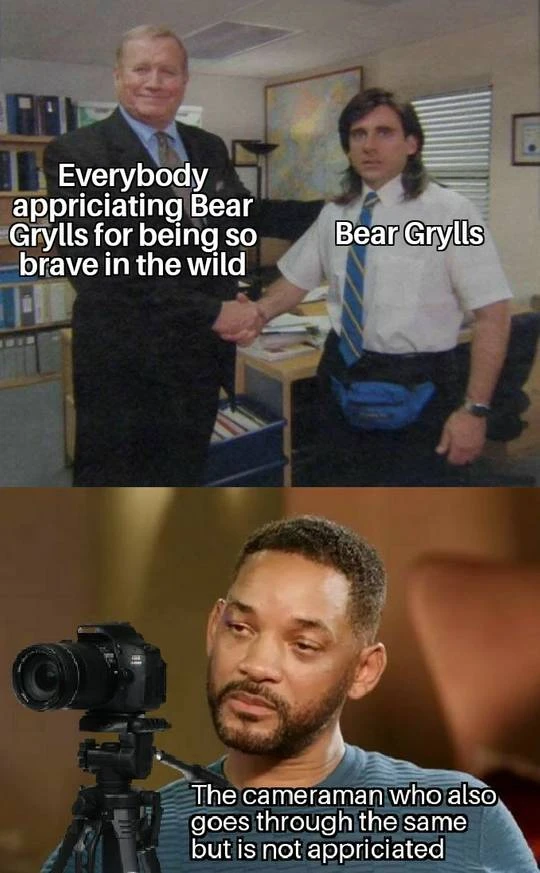 Everybody
appriciating Bear
Grylls for being so
brave in the wild
Bear Grylls
The cameraman who also
goes through the same
but is not appriciated